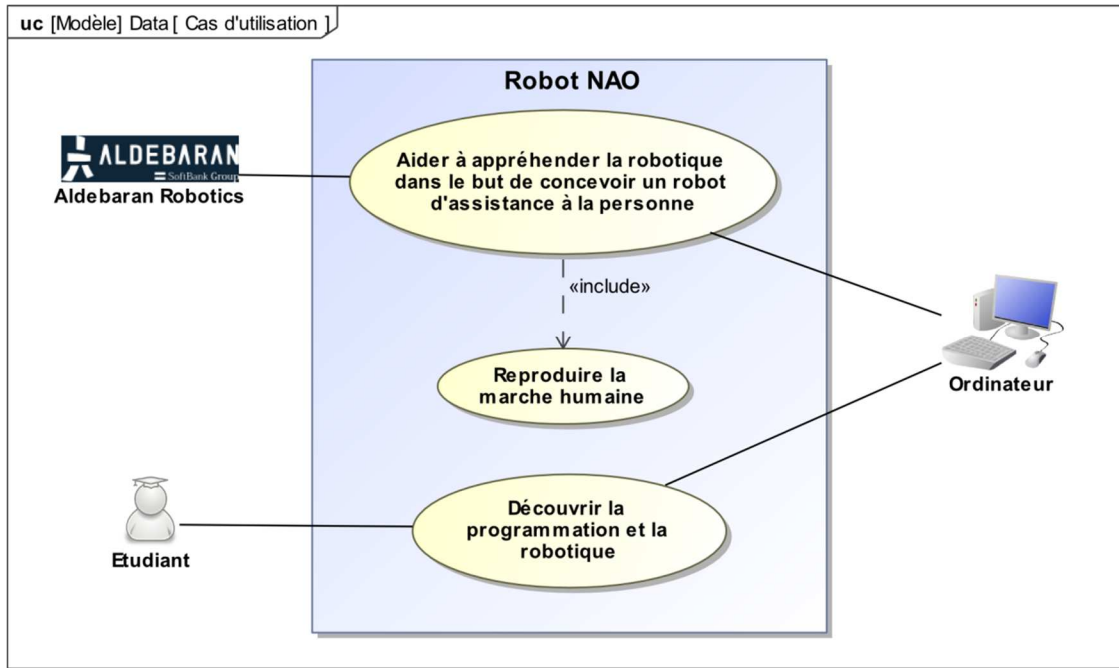 uc [Modèle] Data [ Cas d'utilisation ]
Robot NAO
ALDEBARAN
SoftBank Group
Aldebaran Robotics
Aider à appréhender la robotique
dans le but de concevoir un robot
d'assistance à la personne
«include»
Reproduire la
marche humaine
Ordinateur
Découvrir la
programmation et la
robotique
Etudiant